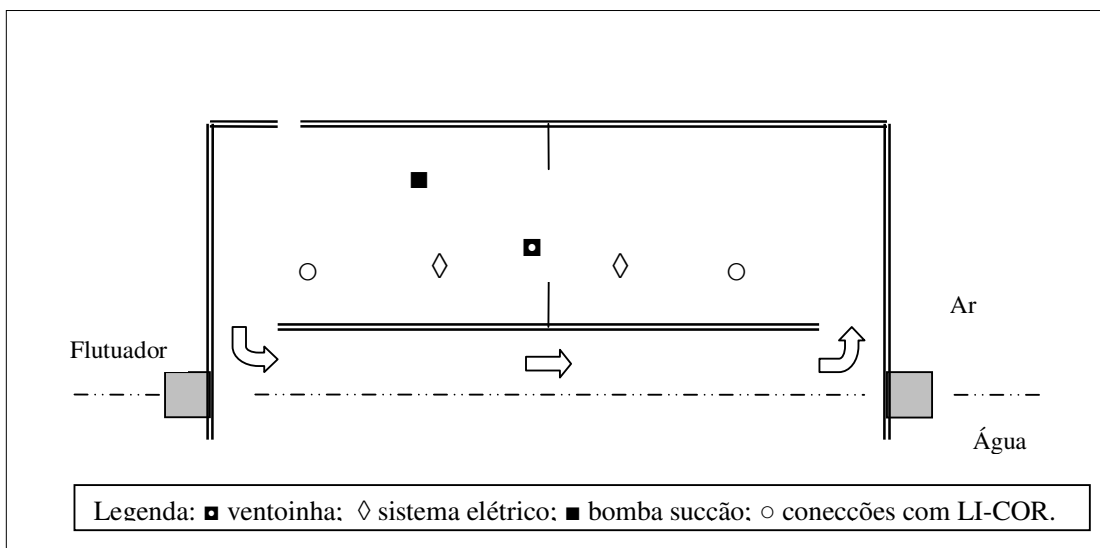 Ar
Flutuador
Água
Legenda: ◘ ventoinha; ◊ sistema elétrico; ■ bomba sucção; ○ conecções com LI-COR.